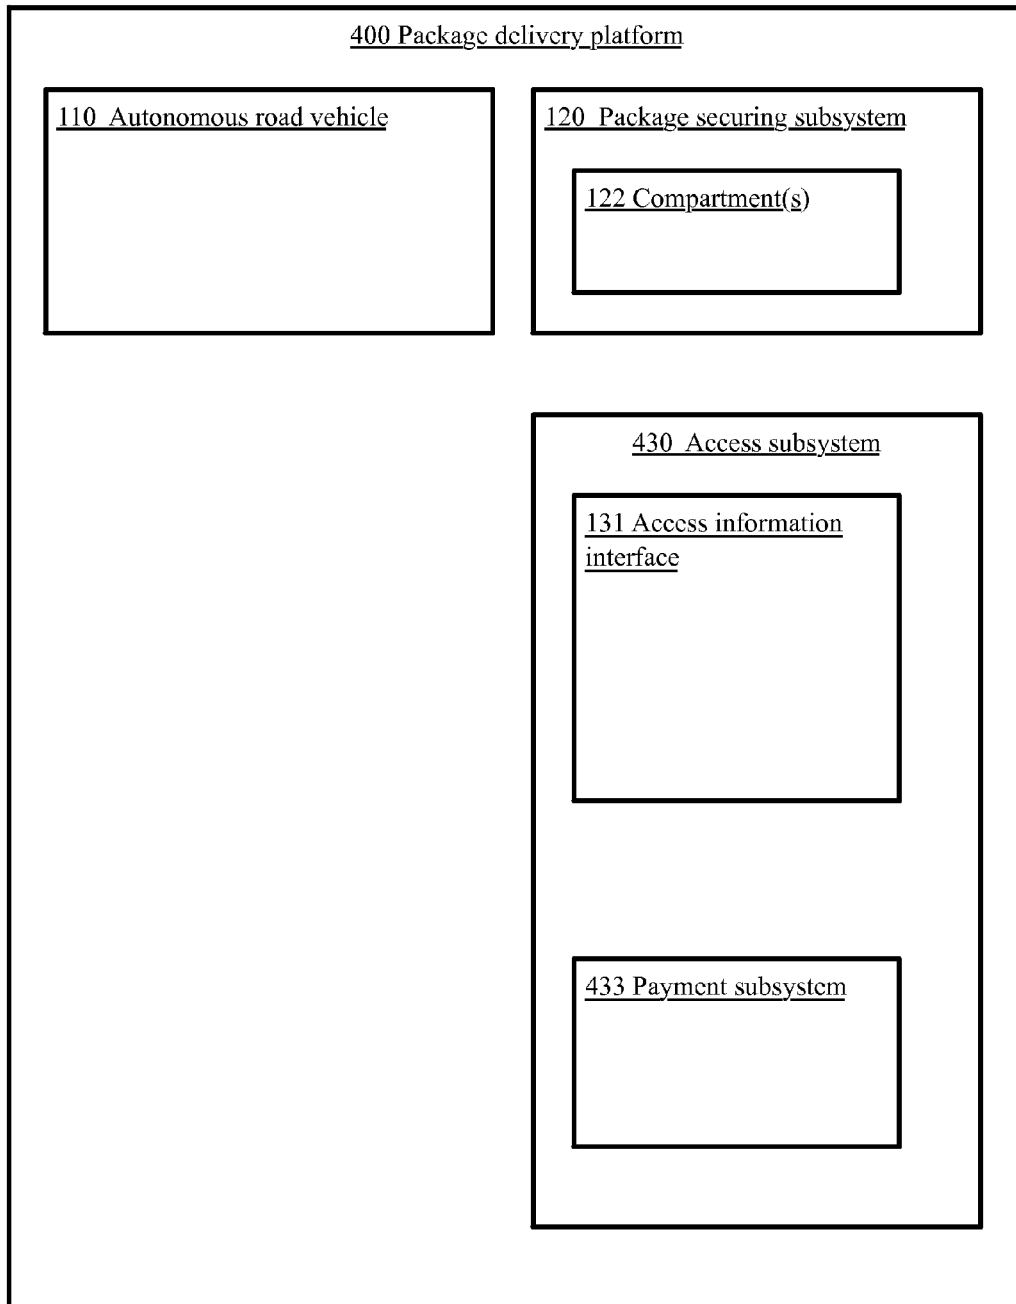 400 Package delivery platform
110 Autonomous road vehicle
120 Package securing subsystem
122 Compartment(s)
430 Access subsystem
131 Access information
interface
433 Payment subsystem